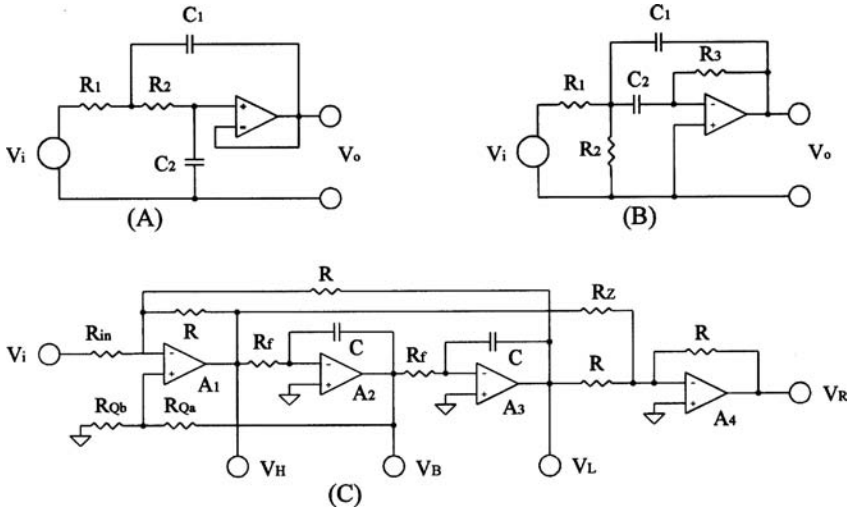 C1
R1
R2
C2
Vi
Vo
(A)
C1
R3
R1
C2
R2
Vi
Vo
(B)
R
RZ
R
Rin
Rf
C
Rf
C
R
R
Vi
A1
A2
A3
A4
VR
RQb
RQa
VH
VB
VL
(C)